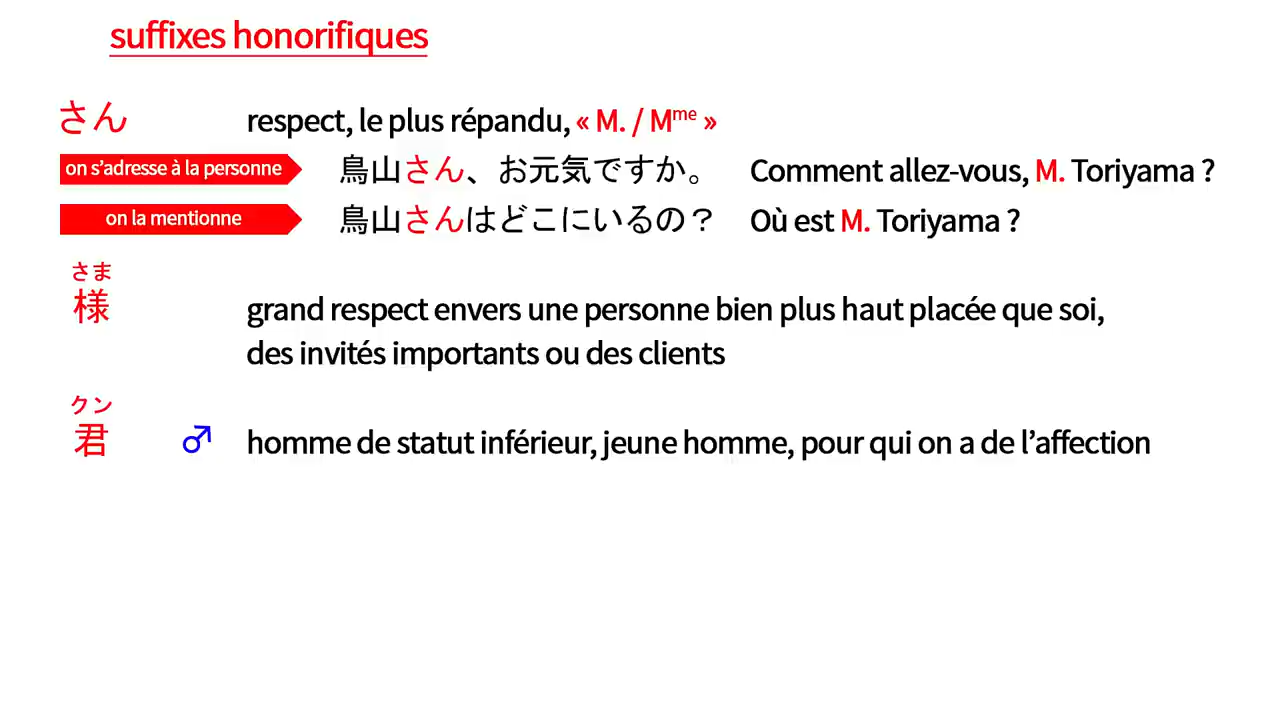 suffixes honorifiques
さん respect, le plus répandu, « M. / Mme »
on s’adresse à la personne 鳥山さん、お元気ですか。 Comment allez-vous, M. Toriyama ?
on la mentionne 鳥山さんはどこにいるの？ Où est M. Toriyama ?
さま
様 grand respect envers une personne bien plus haut placée que soi,
des invités importants ou des clients
クン
君 ♂ homme de statut inférieur, jeune homme, pour qui on a de l’affection